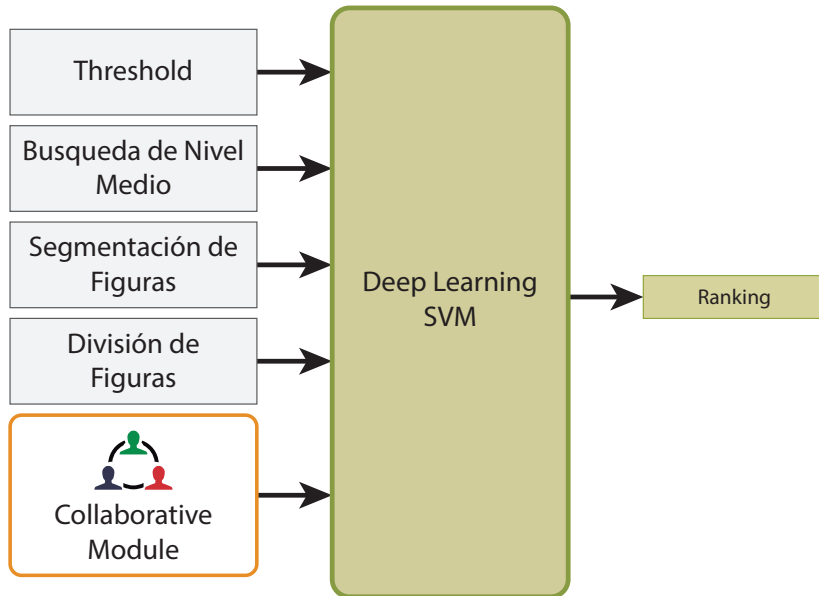 Threshold
Busqueda de Nivel
Medio
Segmentación de
Figuras
División de
Figuras
Collaborative
Module
Deep Learning
SVM
Ranking